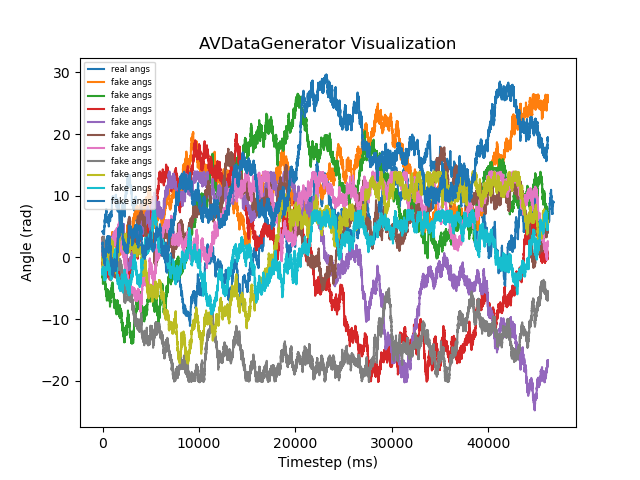 AVDataGenerator Visualization
real angs
fake angs
fake angs
fake angs
fake angs
fake angs
fake angs
fake angs
fake angs
fake angs
fake angs
30
20
10
0
−10
−20
Angle (rad)
0 10000 20000 30000 40000
Timestep (ms)